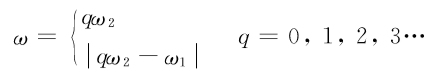 ω = { qω₂
| qω₂ − ω₁ |
q = 0, 1, 2, 3…